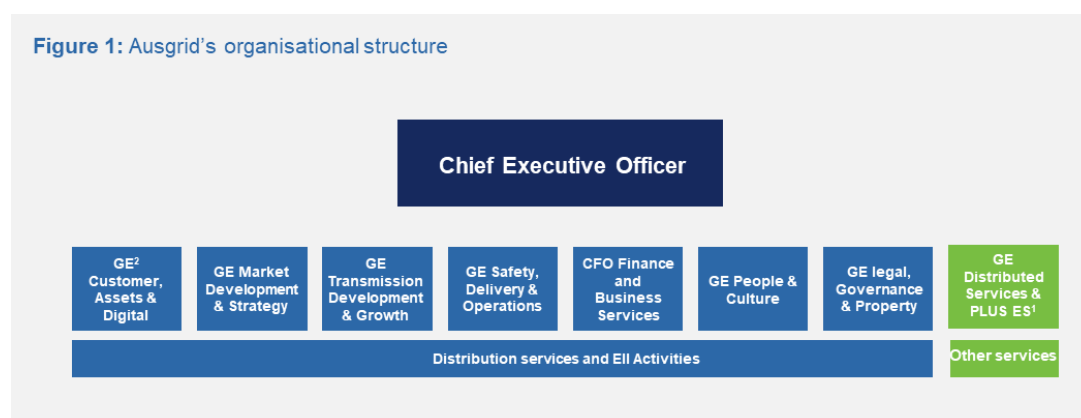 Figure 1: Ausgrid's organisational structure
Chief Executive Officer
GE²
Customer,
Assets &
Digital
GE Market
Development
& Strategy
GE
Transmission
Development
& Growth
GE Safety,
Delivery &
Operations
CFO Finance
and
Business
Services
GE People &
Culture
GE legal,
Governance
& Property
GE
Distributed
Services &
PLUS ES¹
Distribution services and EII Activities
Other services